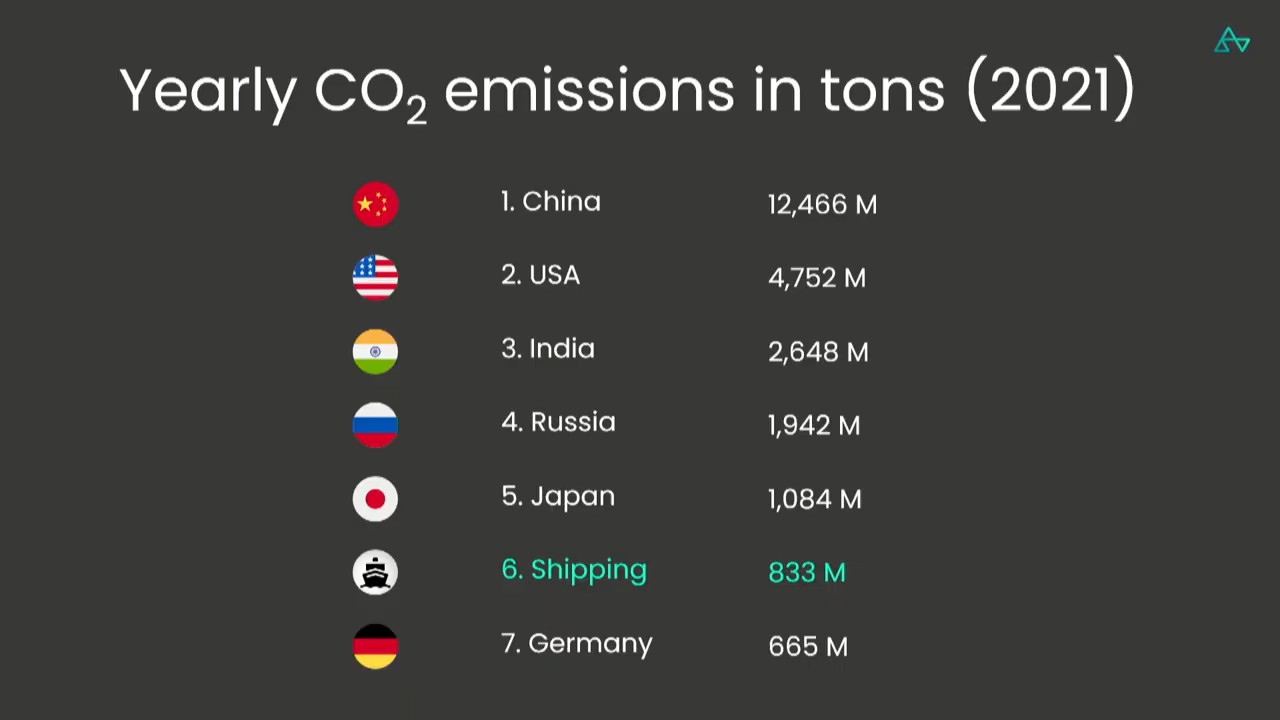 Yearly CO₂ emissions in tons (2021)
1. China 12,466 M
2. USA 4,752 M
3. India 2,648 M
4. Russia 1,942 M
5. Japan 1,084 M
6. Shipping 833 M
7. Germany 665 M